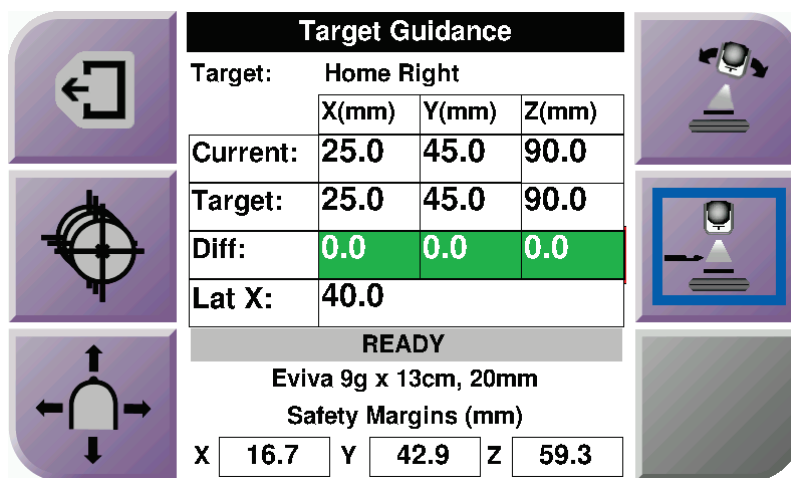 Target Guidance
Target: Home Right
X(mm) Y(mm) Z(mm)
Current: 25.0 45.0 90.0
Target: 25.0 45.0 90.0
Diff: 0.0 0.0 0.0
Lat X: 40.0
READY
Eviva 9g x 13cm, 20mm
Safety Margins (mm)
X 16.7 Y 42.9 Z 59.3